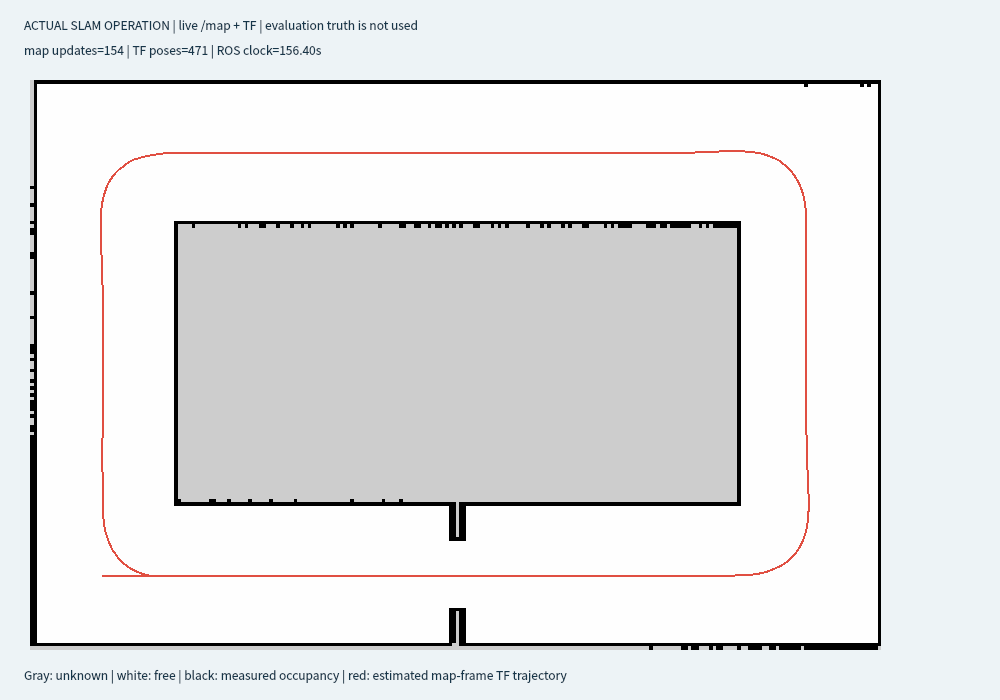 ACTUAL SLAM OPERATION | live /map + TF | evaluation truth is not used
map updates=154 | TF poses=471 | ROS clock=156.40s
Gray: unknown | white: free | black: measured occupancy | red: estimated map-frame TF trajectory